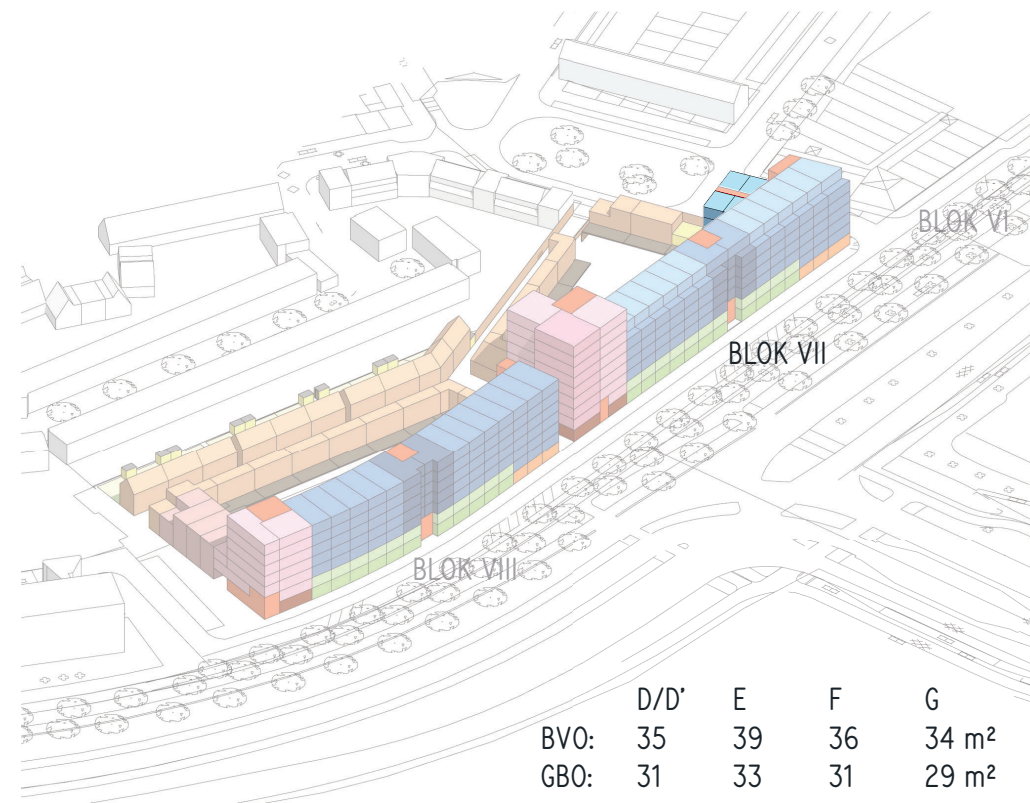 BLOK VI
BLOK VII
BLOK VIII
D/D' E F G
BVO: 35 39 36 34 m²
GBO: 31 33 31 29 m²